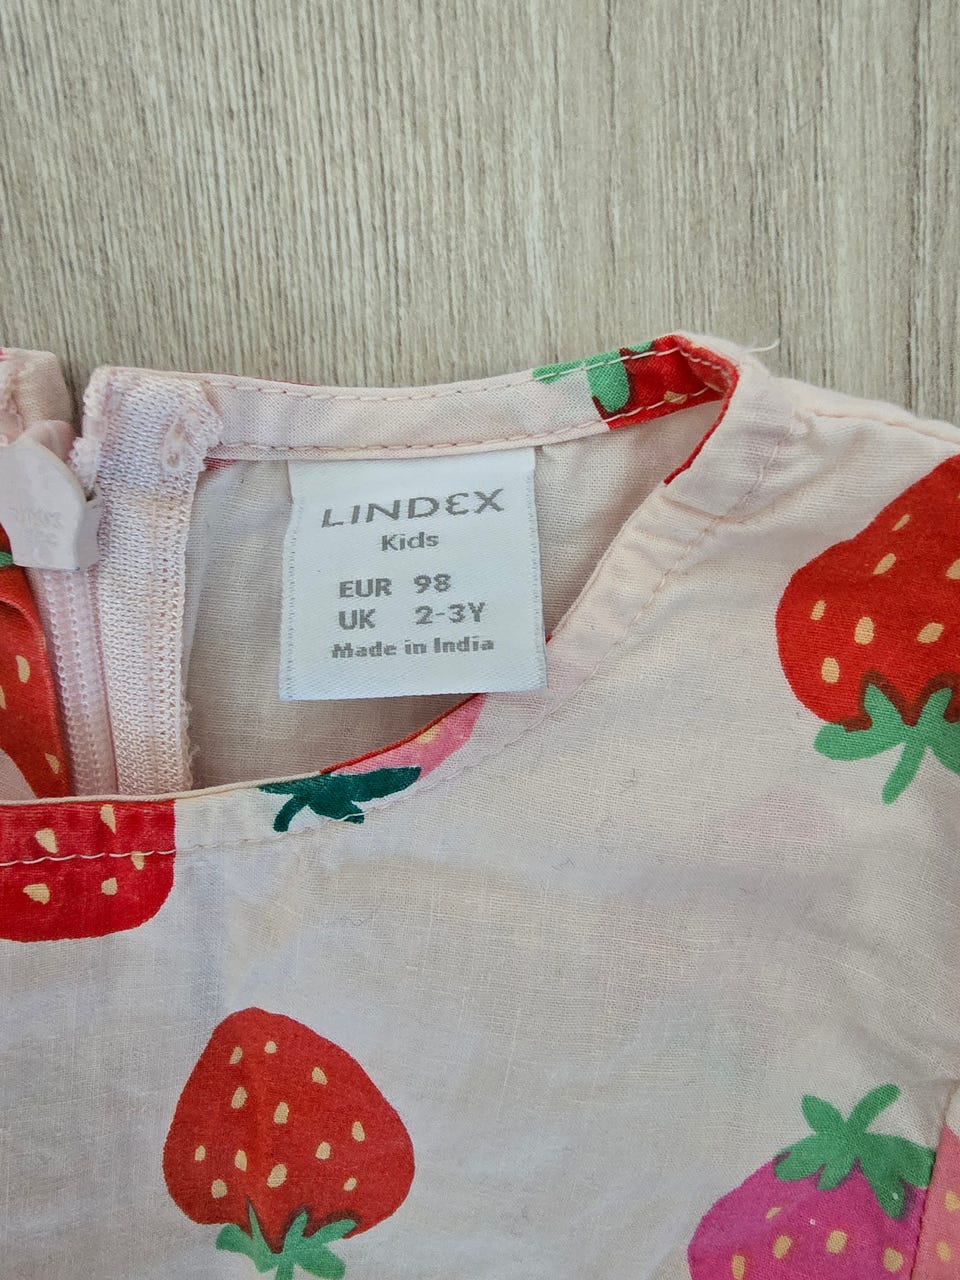 LINDEX
Kids
EUR 98
UK 2-3Y
Made in India